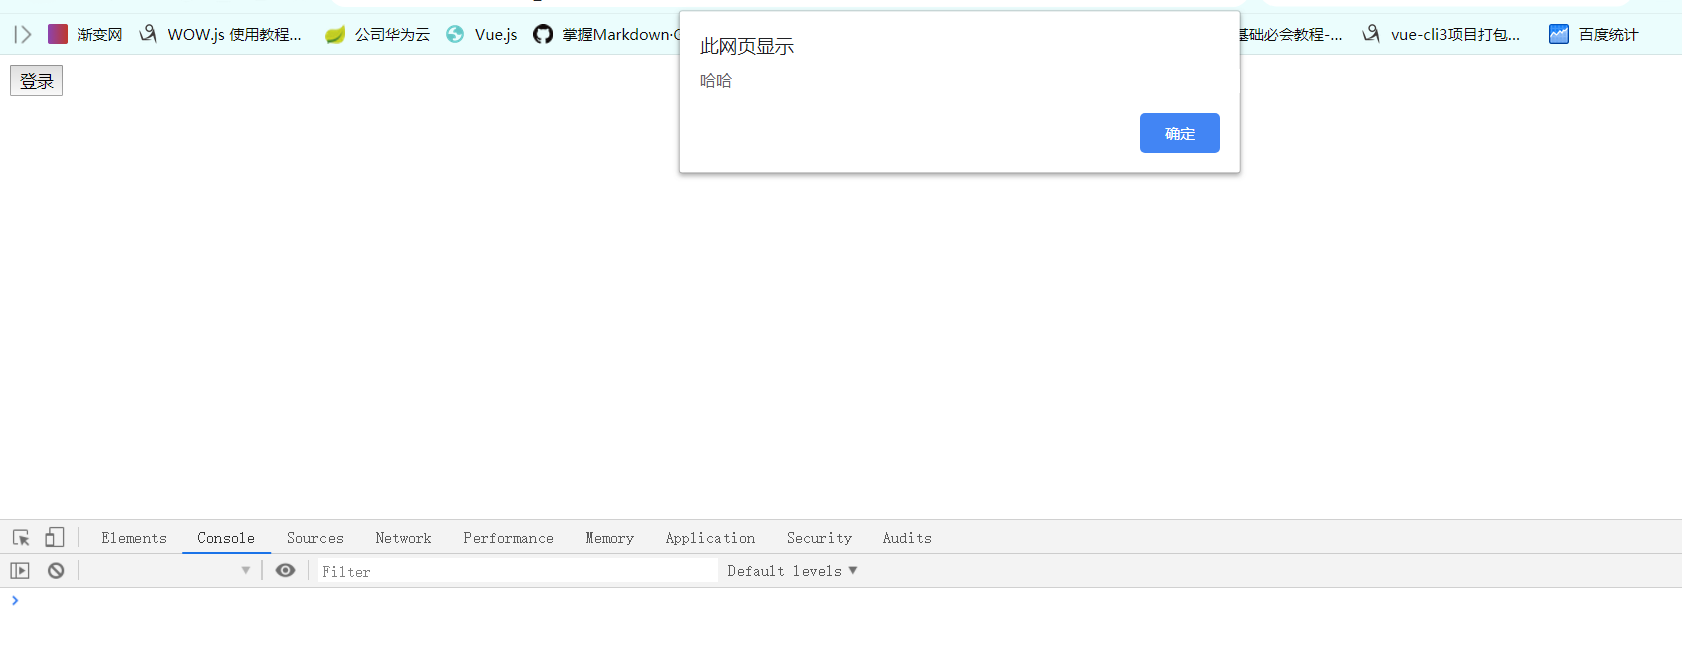 渐变网 WOW.js 使用教程... 公司华为云 Vue.js 掌握Markdown·G 基础必会教程-... vue-cli3项目打包... 百度统计
此网页显示
哈哈
确定
登录
Elements Console Sources Network Performance Memory Application Security Audits
Filter Default levels ▼